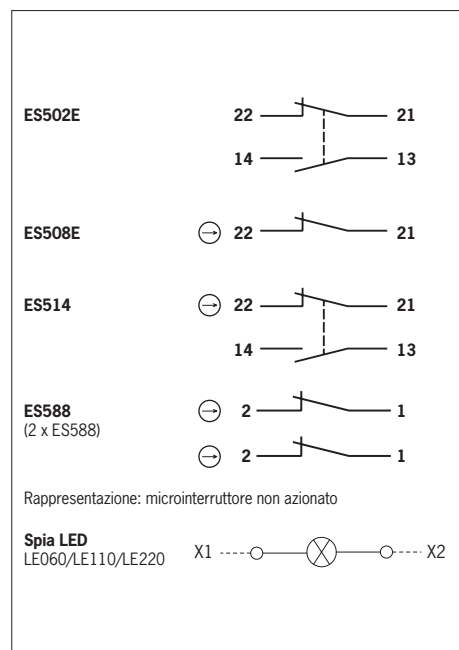 ES502E 22 21
14 13
ES508E 22 21
ES514 22 21
14 13
ES588 2 1
(2 x ES588)
2 1
Rappresentazione: microinterruttore non azionato
Spia LED
LE060/LE110/LE220 X1 X2